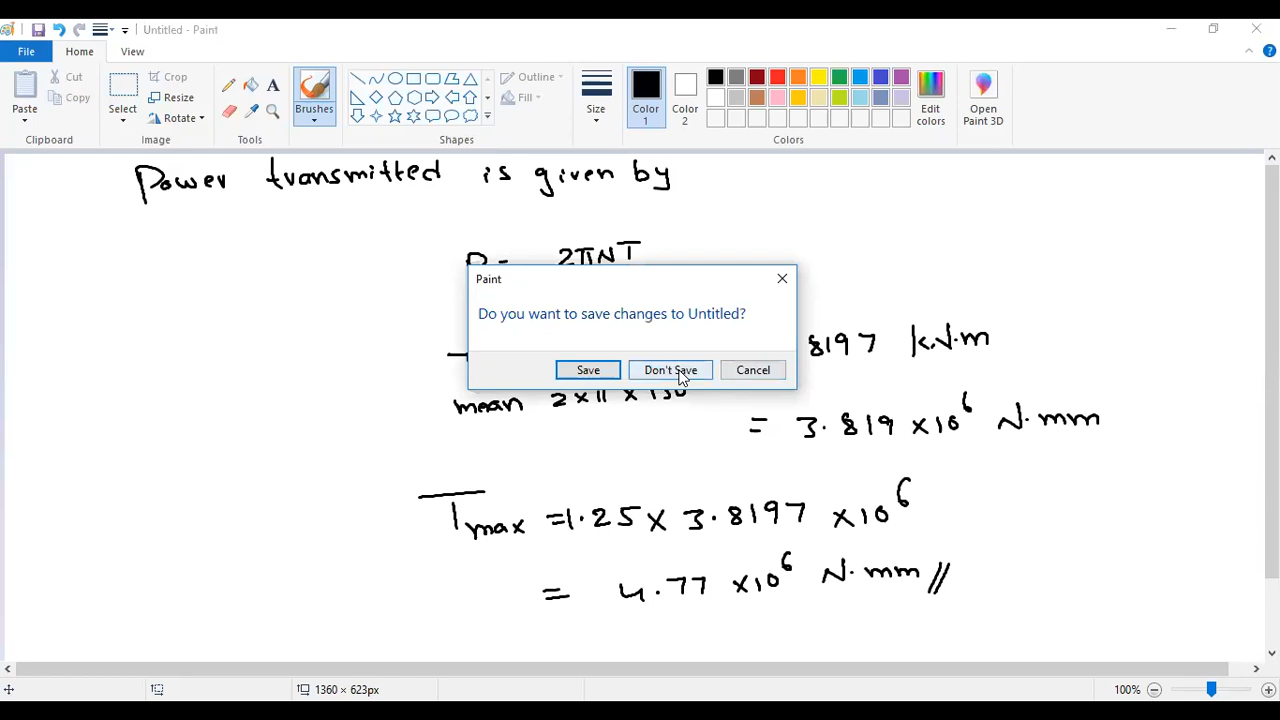 Untitled - Paint
File Home View
Paste Cut Copy Clipboard
Select Crop Resize Rotate Image
A Tools
Brushes
Outline Fill Shapes
Size
Color 1 Color 2 Edit colors Colors
Open Paint 3D
Power transmitted is given by
2πNT
Paint
Do you want to save changes to Untitled?
Save Don't Save Cancel
8197 kN.m
mean 2×π×150
= 3.819 ×10⁶ N.mm
Tmax = 1.25 × 3.8197 ×10⁶
= 4.77 ×10⁶ N.mm //
1360 × 623px 100%